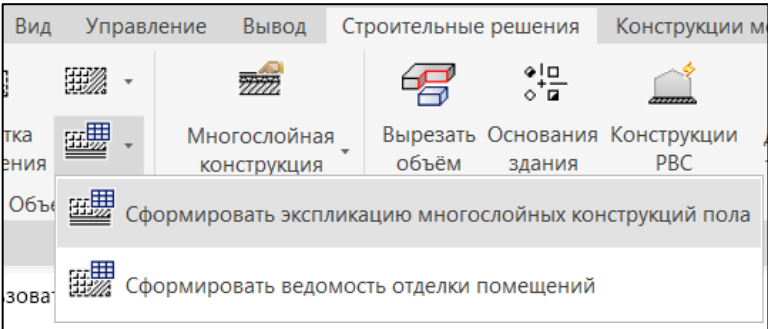 Вид Управление Вывод Строительные решения Конструкции м
тка Многослойная Вырезать Основания Конструкции
ения конструкция объём здания РВС
Объе
Сформировать экспликацию многослойных конструкций пола
Сформировать ведомость отделки помещений
зоват